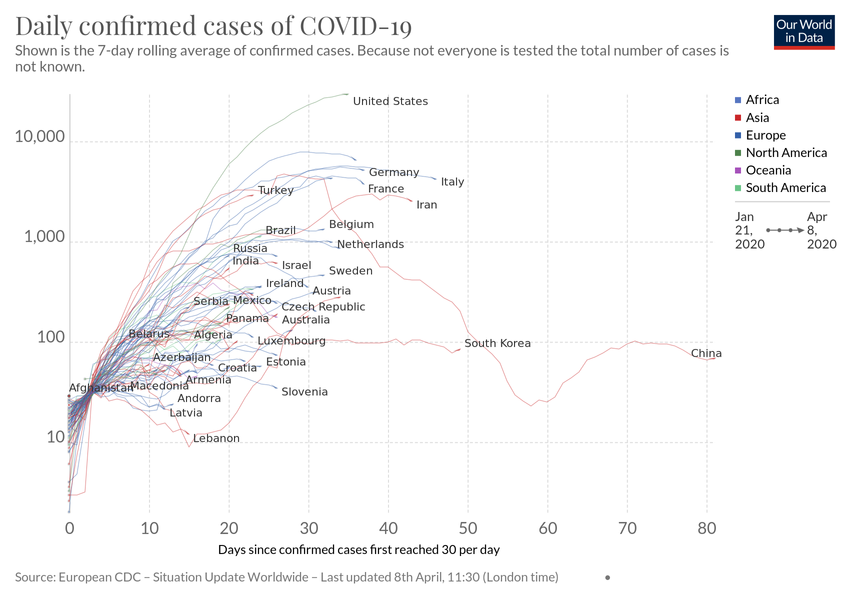 Daily confirmed cases of COVID-19
Our World
in Data
Shown is the 7-day rolling average of confirmed cases. Because not everyone is tested the total number of cases is
not known.
10,000
1,000
100
10
United States
Germany
Italy
France
Turkey
Iran
Brazil
Belgium
Netherlands
Russia
India
Israel
Sweden
Ireland
Austria
Serbia
Mexico
Czech Republic
Panama
Australia
Belarus
Algeria
Luxembourg
South Korea
China
Azerbaijan
Estonia
Croatia
Afghanistan
Macedonia
Armenia
Slovenia
Andorra
Latvia
Lebanon
0
10
20
30
40
50
60
70
80
Days since confirmed cases first reached 30 per day
Africa
Asia
Europe
North America
Oceania
South America
Jan
21,
2020
Apr
8,
2020
Source: European CDC – Situation Update Worldwide – Last updated 8th April, 11:30 (London time)